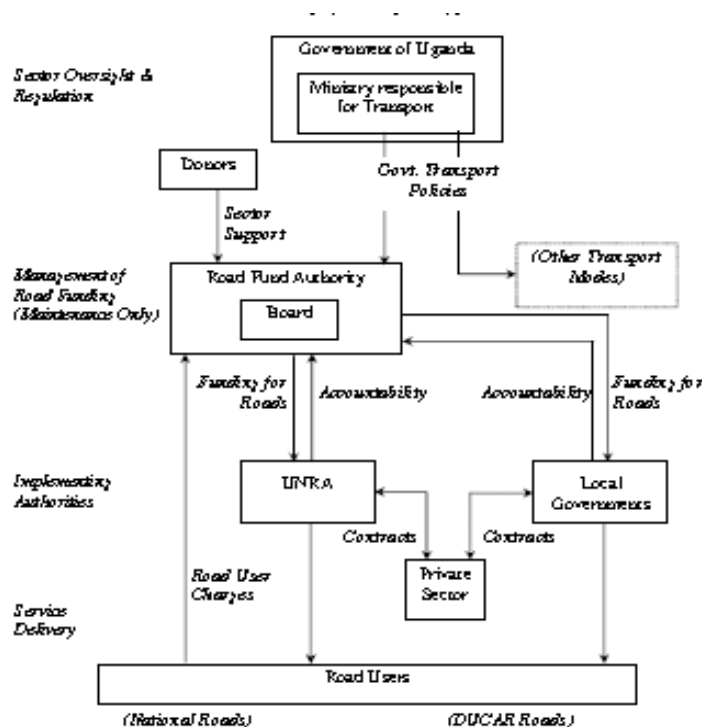 Government of Uganda
Sector Oversight &
Regulation
Ministry responsible
for Transport
Donors
Govt. Transport
Policies
Sector
Support
(Other Transport
Modes)
Management of
Road Funding
(Maintenance Only)
Road Fund Authority
Board
Funding for
Roads
Accountability
Accountability
Funding for
Roads
Implementing
Authorities
UNRA
Local
Governments
Contracts
Contracts
Private
Sector
Road User
Charges
Service
Delivery
Road Users
(National Roads)
(DUCAR Roads)